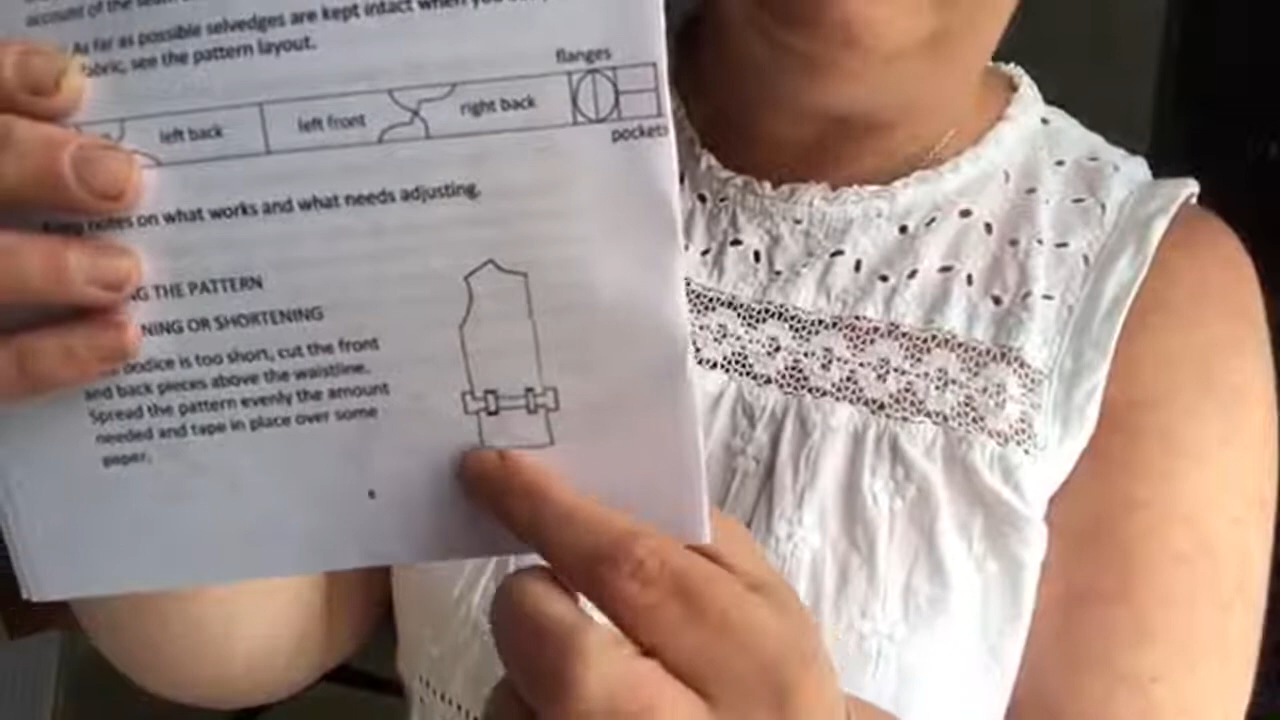 account of the
As far as possible selvedges are kept intact when you
fabric, see the pattern layout.
flanges
left back left front right back
pockets
notes on what works and what needs adjusting.
G THE PATTERN
NING OR SHORTENING
bodice is too short, cut the front
and back pieces above the waistline.
Spread the pattern evenly the amount
needed and tape in place over some
paper.